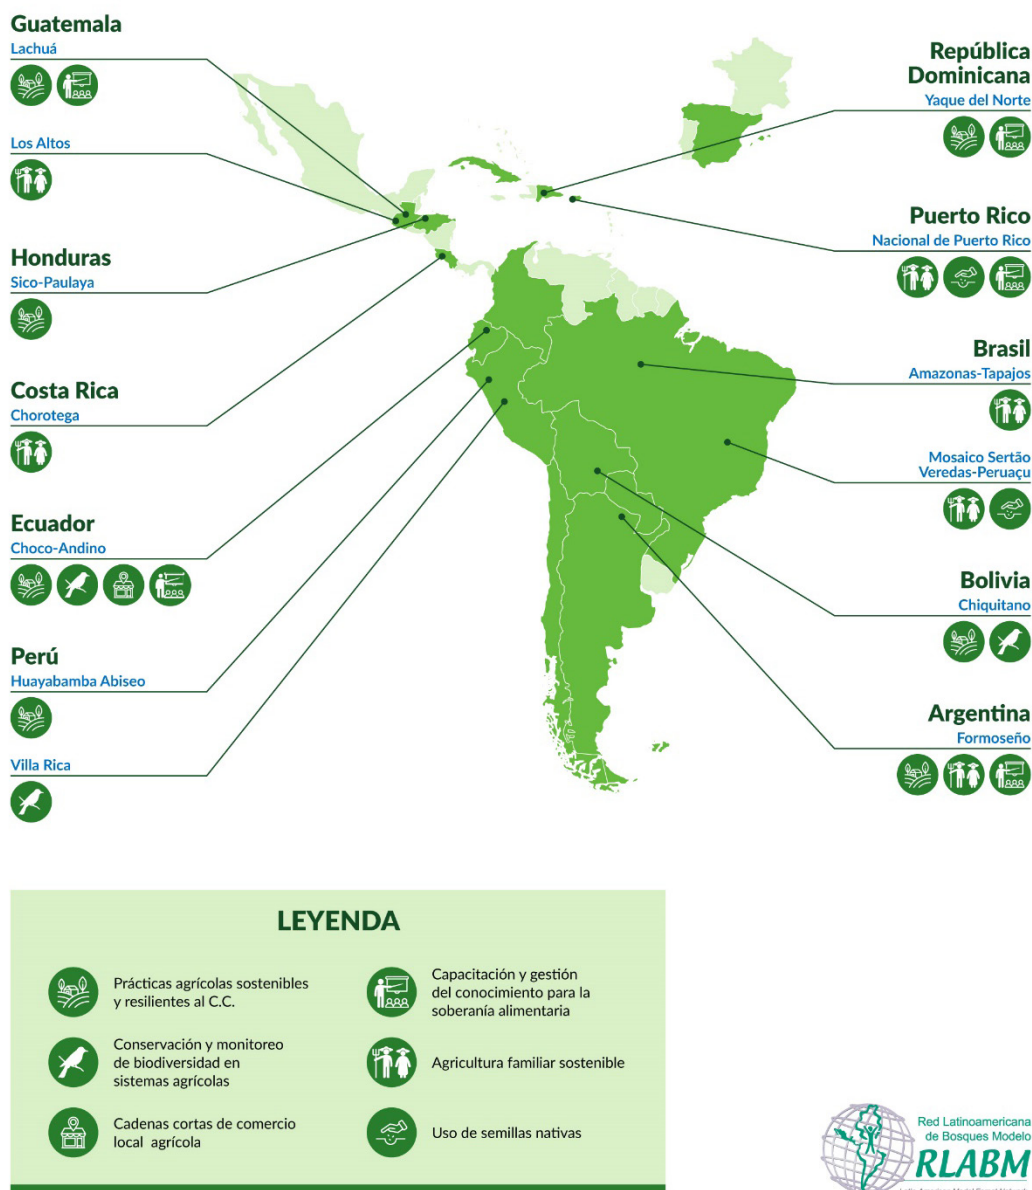 Guatemala
Lachuá
Los Altos
Honduras
Sico-Paulaya
Costa Rica
Chorotega
Ecuador
Choco-Andino
Perú
Huayabamba Abiseo
Villa Rica
República
Dominicana
Yaque del Norte
Puerto Rico
Nacional de Puerto Rico
Brasil
Amazonas-Tapajos
Mosaico Sertão
Veredas-Peruaçu
Bolivia
Chiquitano
Argentina
Formoseño
LEYENDA
Prácticas agrícolas sostenibles
y resilientes al C.C.
Conservación y monitoreo
de biodiversidad en
sistemas agrícolas
Cadenas cortas de comercio
local agrícola
Capacitación y gestión
del conocimiento para la
soberanía alimentaria
Agricultura familiar sostenible
Uso de semillas nativas
Red Latinoamericana
de Bosques Modelo
RLABM